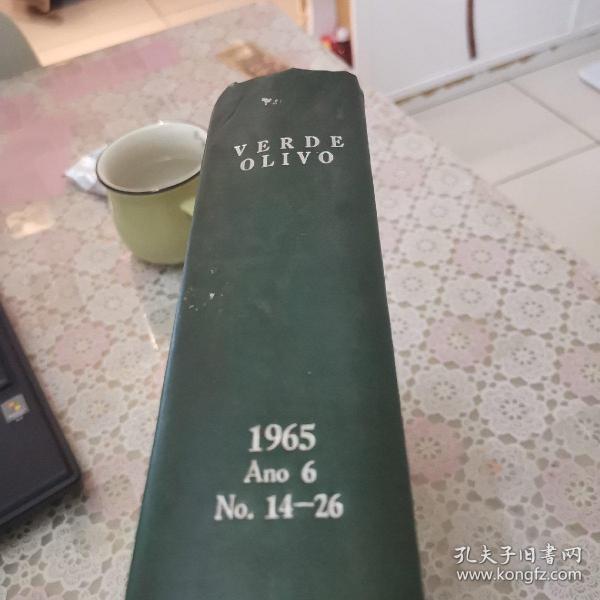 VERDE
OLIVO
1965
Ano 6
No. 14-26
孔夫子旧书网
www.kongfz.com